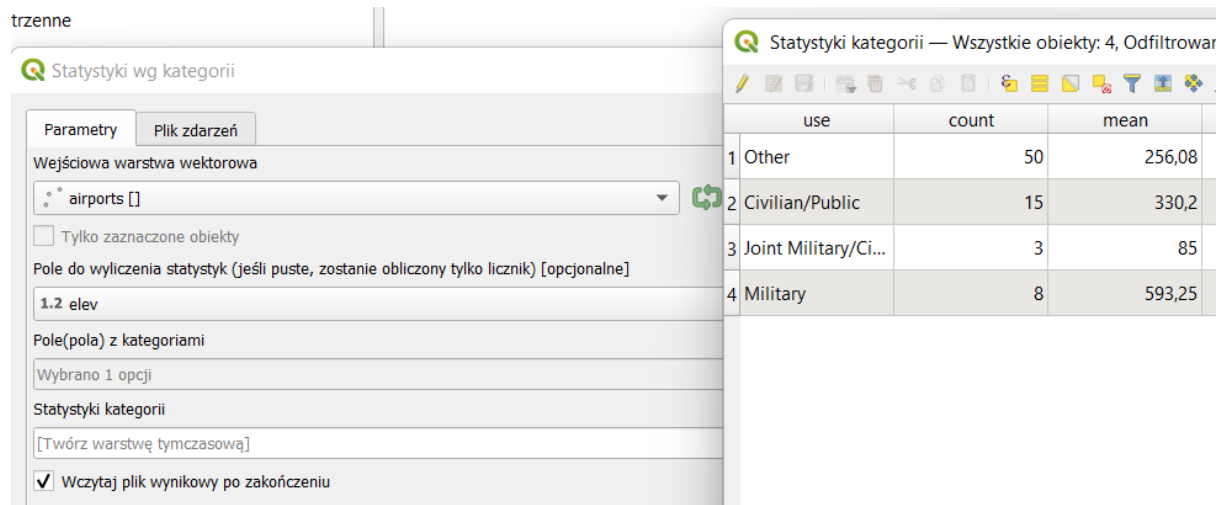 trzenne
Statystyki wg kategorii
Parametry Plik zdarzeń
Wejściowa warstwa wektorowa
airports []
Tylko zaznaczone obiekty
Pole do wyliczenia statystyk (jeśli puste, zostanie obliczony tylko licznik) [opcjonalne]
1.2 elev
Pole(pola) z kategoriami
Wybrano 1 opcji
Statystyki kategorii
[Twórz warstwę tymczasową]
Wczytaj plik wynikowy po zakończeniu
Statystyki kategorii — Wszystkie obiekty: 4, Odfiltrowar
use count mean
1 Other 50 256,08
2 Civilian/Public 15 330,2
3 Joint Military/Ci... 3 85
4 Military 8 593,25